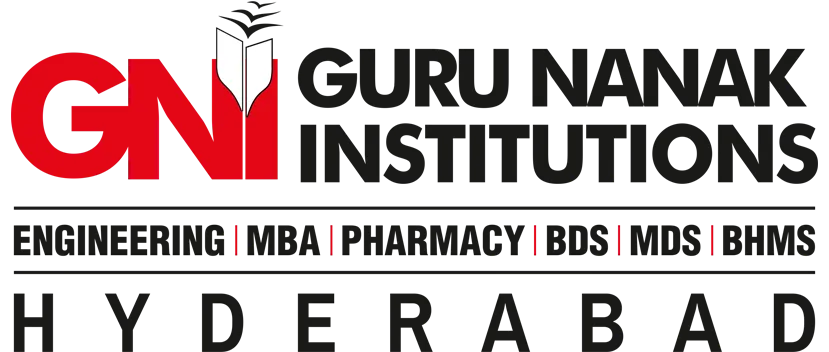 GNI
GURU NANAK
INSTITUTIONS
ENGINEERING | MBA | PHARMACY | BDS | MDS | BHMS
HYDERABAD